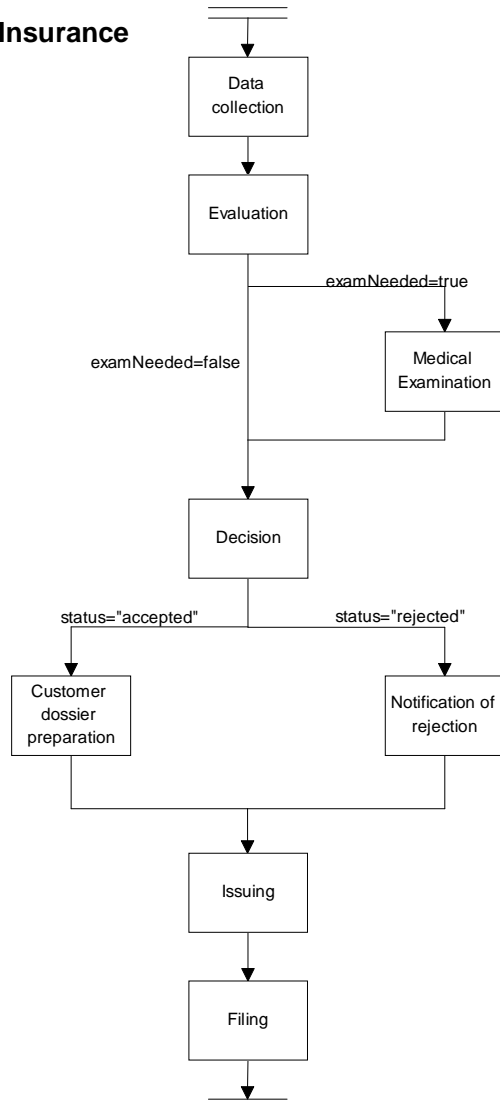 Insurance
Data
collection
Evaluation
examNeeded=true
examNeeded=false
Medical
Examination
Decision
status="accepted"
status="rejected"
Customer
dossier
preparation
Notification of
rejection
Issuing
Filing